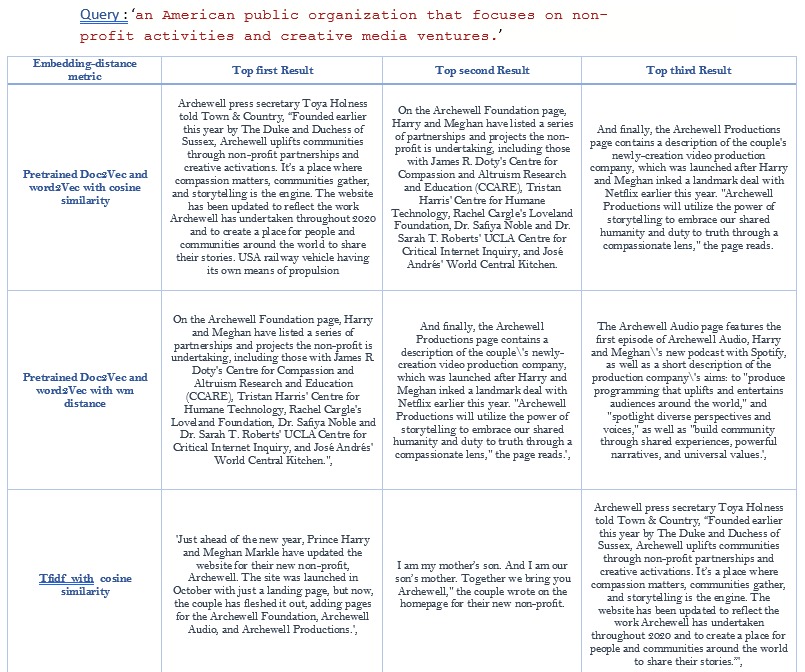 Query :‘an American public organization that focuses on non-
profit activities and creative media ventures.’
Embedding-distance
metric
Top first Result
Top second Result
Top third Result
Pretrained Doc2Vec and
word2Vec with cosine
similarity
Archewell press secretary Toya Holness
told Town & Country, “Founded earlier
this year by The Duke and Duchess of
Sussex, Archewell uplifts communities
through non-profit partnerships and
creative activations. It's a place where
compassion matters, communities gather,
and storytelling is the engine. The website
has been updated to reflect the work
Archewell has undertaken throughout 2020
and to create a place for people and
communities around the world to share
their stories. USA railway vehicle having
its own means of propulsion
On the Archewell Foundation page,
Harry and Meghan have listed a series
of partnerships and projects the non-
profit is undertaking, including those
with James R. Doty's Centre for
Compassion and Altruism Research
and Education (CCARE), Tristan
Harris' Centre for Humane
Technology, Rachel Cargle's Loveland
Foundation, Dr. Safiya Noble and Dr.
Sarah T. Roberts' UCLA Centre for
Critical Internet Inquiry, and José
Andrés' World Central Kitchen.
And finally, the Archewell Productions
page contains a description of the couple's
newly-creation video production
company, which was launched after Harry
and Meghan inked a landmark deal with
Netflix earlier this year. "Archewell
Productions will utilize the power of
storytelling to embrace our shared
humanity and duty to truth through a
compassionate lens," the page reads.
Pretrained Doc2Vec and
word2Vec with wm
distance
On the Archewell Foundation page, Harry
and Meghan have listed a series of
partnerships and projects the non-profit is
undertaking, including those with James R
Doty's Centre for Compassion and
Altruism Research and Education
(CCARE), Tristan Harris' Centre for
Humane Technology, Rachel Cargle's
Loveland Foundation, Dr. Safiya Noble and
Dr. Sarah T. Roberts' UCLA Centre for
Critical Internet Inquiry, and José Andrés'
World Central Kitchen.",
And finally, the Archewell
Productions page contains a
description of the couple\'s newly-
creation video production company,
which was launched after Harry and
Meghan inked a landmark deal with
Netflix earlier this year. "Archewell
Productions will utilize the power of
storytelling to embrace our shared
humanity and duty to truth through a
compassionate lens," the page reads.',
The Archewell Audio page features the
first episode of Archewell Audio, Harry
and Meghan\'s new podcast with Spotify,
as well as a short description of the
production company\'s aims: to "produce
programming that uplifts and entertains
audiences around the world," and
"spotlight diverse perspectives and
voices," as well as "build community
through shared experiences, powerful
narratives, and universal values.',
Tfidf with cosine
similarity
'Just ahead of the new year, Prince Harry
and Meghan Markle have updated the
website for their new non-profit,
Archewell. The site was launched in
October with just a landing page, but now,
the couple has fleshed it out, adding pages
for the Archewell Foundation, Archewell
Audio, and Archewell Productions.',
I am my mother's son. And I am our
son's mother. Together we bring you
Archewell," the couple wrote on the
homepage for their new non-profit.
Archewell press secretary Toya Holness
told Town & Country, “Founded earlier
this year by The Duke and Duchess of
Sussex, Archewell uplifts communities
through non-profit partnerships and
creative activations. It's a place where
compassion matters, communities gather,
and storytelling is the engine. The
website has been updated to reflect the
work Archewell has undertaken
throughout 2020 and to create a place for
people and communities around the world
to share their stories.”',